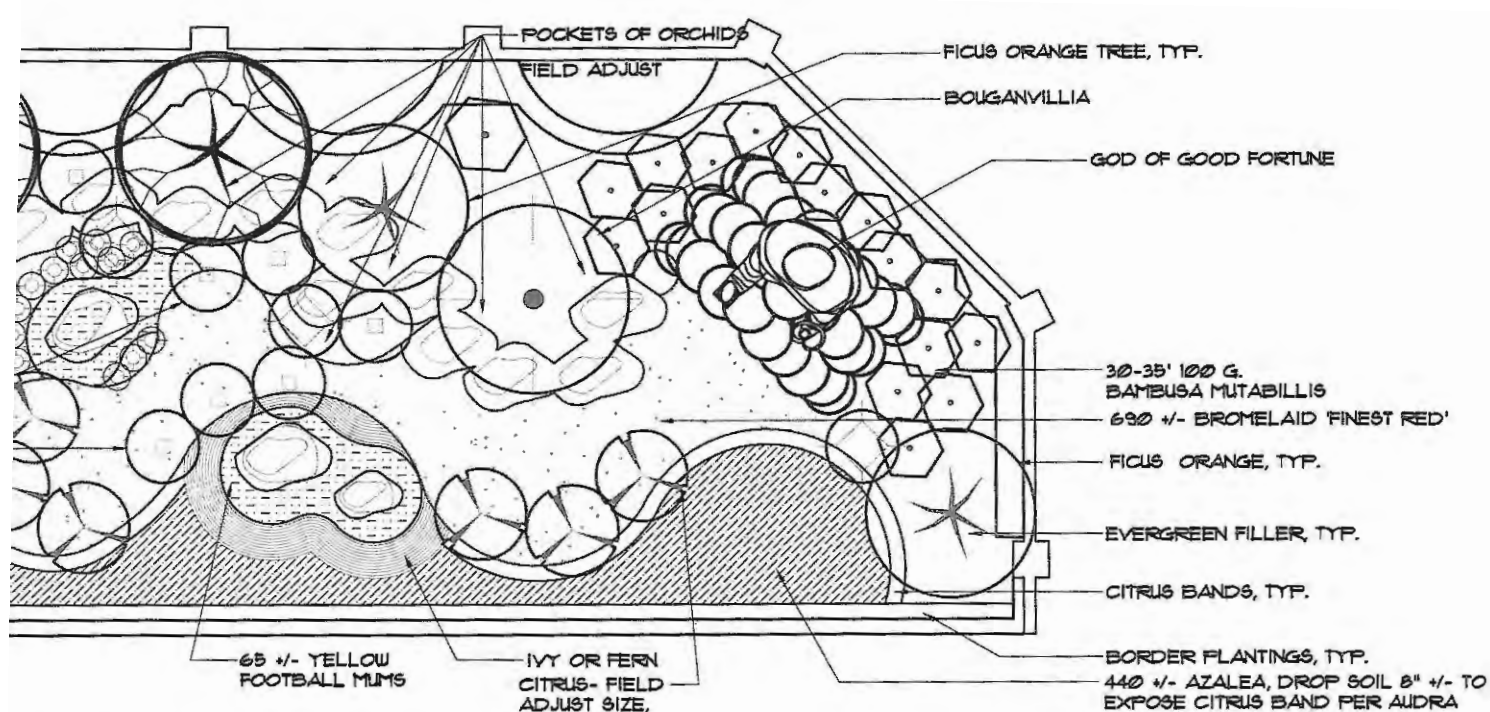 POCKETS OF ORCHIDS
FIELD ADJUST
FICUS ORANGE TREE, TYP.
BOUGANVILLIA
GOD OF GOOD FORTUNE
30-35' 100 G.
BAMBUSA MUTABILLIS
690 +/- BROMELAID 'FINEST RED'
FICUS ORANGE, TYP.
EVERGREEN FILLER, TYP.
CITRUS BANDS, TYP.
BORDER PLANTINGS, TYP.
440 +/- AZALEA, DROP SOIL 8" +/- TO
EXPOSE CITRUS BAND PER AUDRA
65 +/- YELLOW
FOOTBALL MUMS
IVY OR FERN
CITRUS- FIELD
ADJUST SIZE,